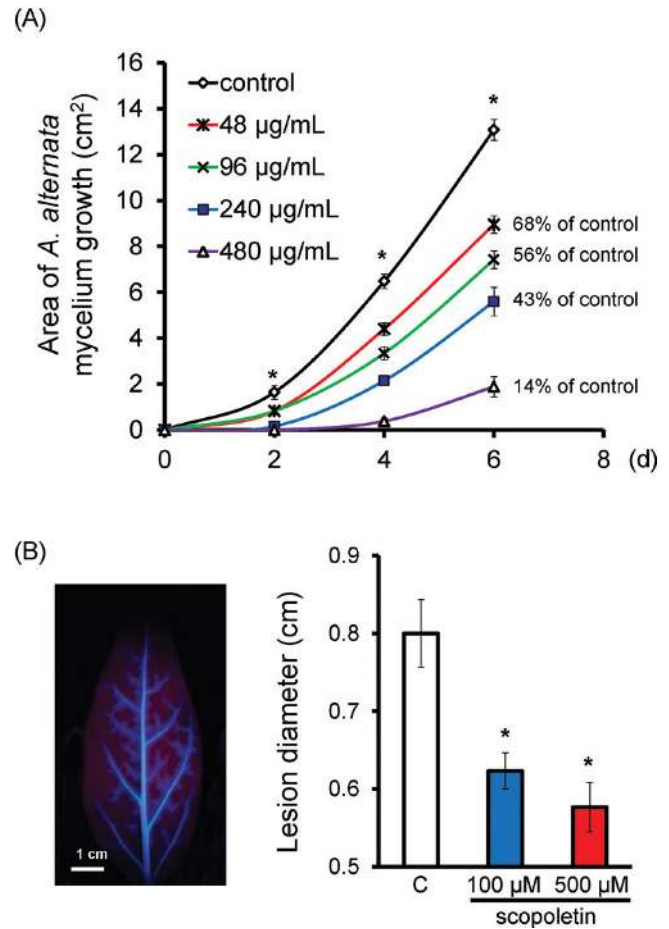 (A)
Area of A. alternata
mycelium growth (cm²)
16
14
12
10
8
6
4
2
0
control
48 µg/mL
96 µg/mL
240 µg/mL
480 µg/mL
*
*
*
68% of control
56% of control
43% of control
14% of control
0 2 4 6 8 (d)
(B)
1 cm
Lesion diameter (cm)
0.9
0.8
0.7
0.6
0.5
*
*
C 100 µM 500 µM
scopoletin